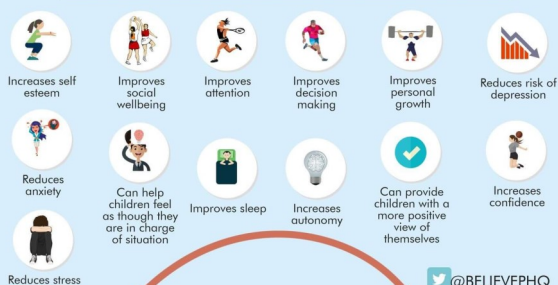 Increases self
esteem
Improves
social
wellbeing
Improves
attention
Improves
decision
making
Improves
personal
growth
Reduces risk of
depression
Reduces
anxiety
Can help
children feel
as though they
are in charge
of situation
Improves sleep
Increases
autonomy
Can provide
children with a
more positive
view of
themselves
Increases
confidence
Reduces stress
@BELIEVEPHQ